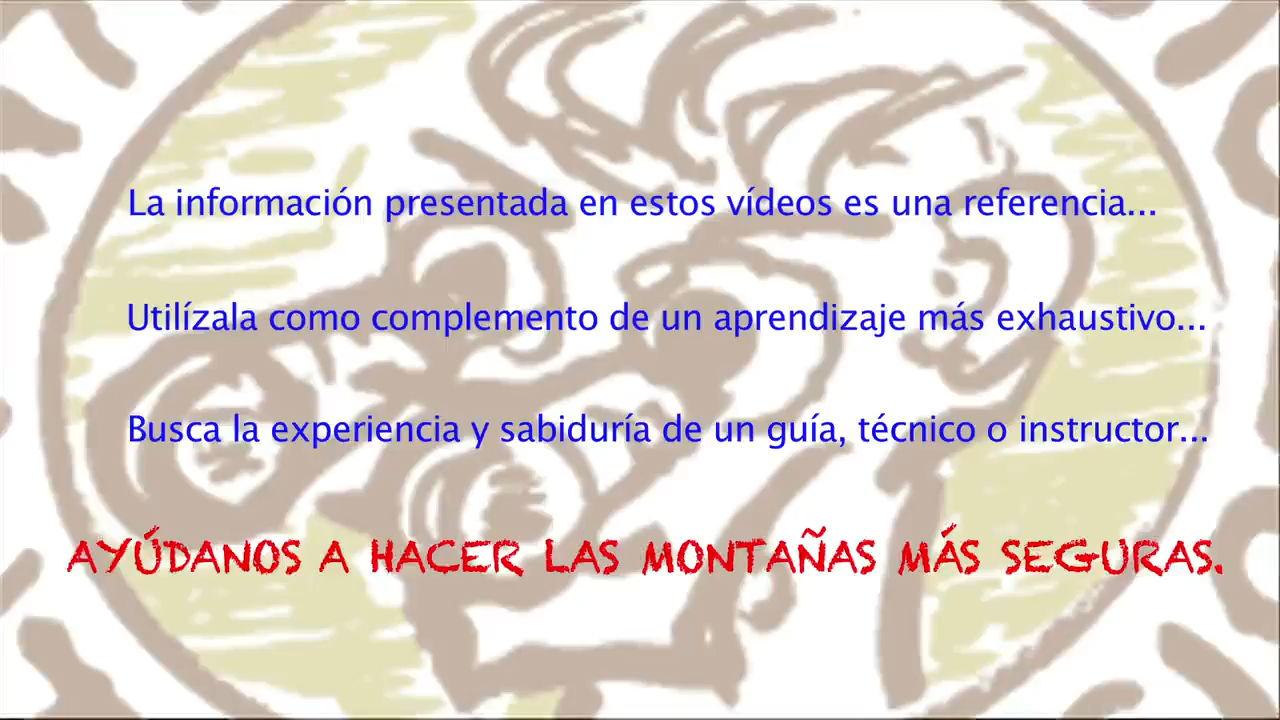 La información presentada en estos vídeos es una referencia...
Utilízala como complemento de un aprendizaje más exhaustivo...
Busca la experiencia y sabiduría de un guía, técnico o instructor...
AYÚDANOS A HACER LAS MONTAÑAS MÁS SEGURAS.